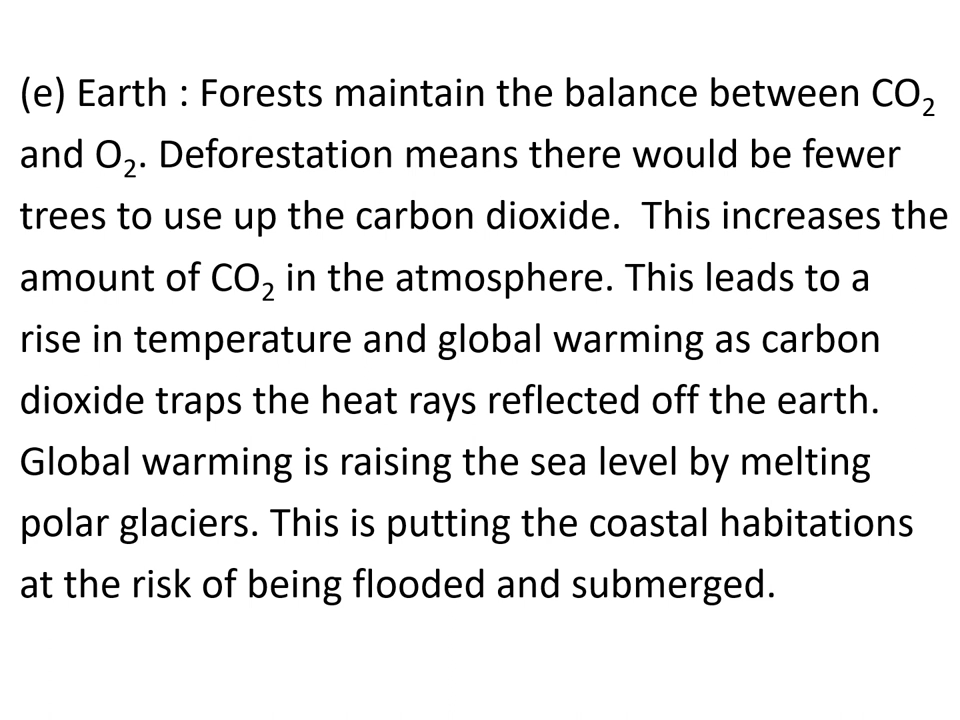 (e) Earth : Forests maintain the balance between CO₂
and O₂. Deforestation means there would be fewer
trees to use up the carbon dioxide.  This increases the
amount of CO₂ in the atmosphere. This leads to a
rise in temperature and global warming as carbon
dioxide traps the heat rays reflected off the earth.
Global warming is raising the sea level by melting
polar glaciers. This is putting the coastal habitations
at the risk of being flooded and submerged.